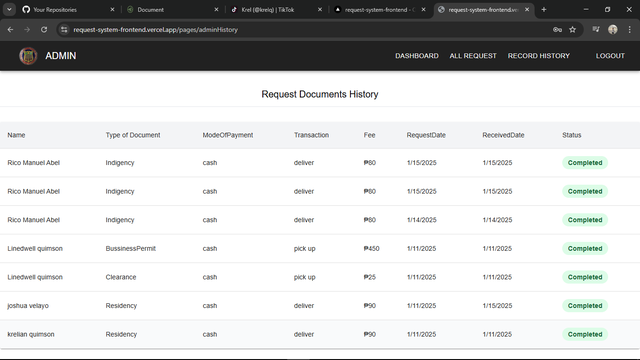 Your Repositories
Document
Krel (@krelq) | TikTok
request-system-frontend - 
request-system-frontend.verce
request-system-frontend.vercel.app/pages/adminHistory
ADMIN
DASHBOARD ALL REQUEST RECORD HISTORY LOGOUT
Request Documents History
Name Type of Document ModeOfPayment Transaction Fee RequestDate ReceivedDate Status
Rico Manuel Abel Indigency cash deliver ₱80 1/15/2025 1/15/2025 Completed
Rico Manuel Abel Indigency cash deliver ₱80 1/15/2025 1/15/2025 Completed
Rico Manuel Abel Indigency cash deliver ₱80 1/14/2025 1/14/2025 Completed
Linedwell quimson BussinessPermit cash pick up ₱450 1/11/2025 1/11/2025 Completed
Linedwell quimson Clearance cash pick up ₱25 1/11/2025 1/11/2025 Completed
joshua velayo Residency cash deliver ₱90 1/11/2025 1/15/2025 Completed
krelian quimson Residency cash deliver ₱90 1/11/2025 1/11/2025 Completed